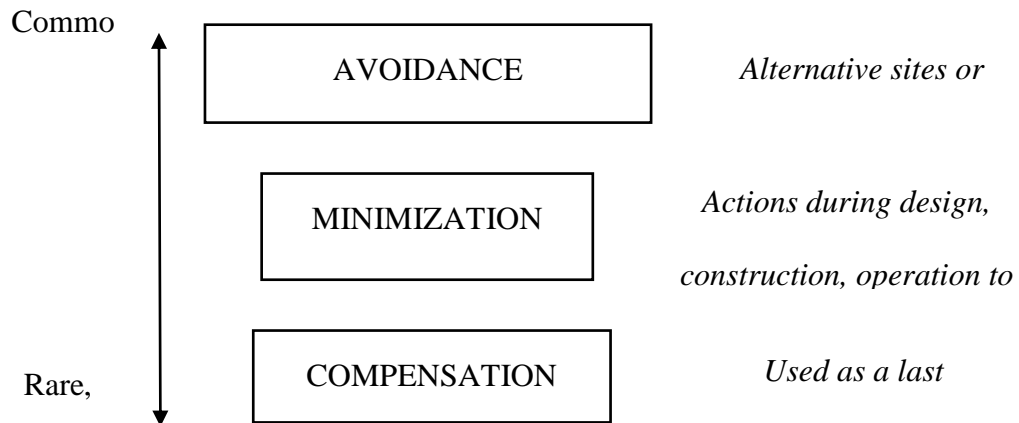 Commo
AVOIDANCE
Alternative sites or
MINIMIZATION
Actions during design,
construction, operation to
COMPENSATION
Used as a last
Rare,